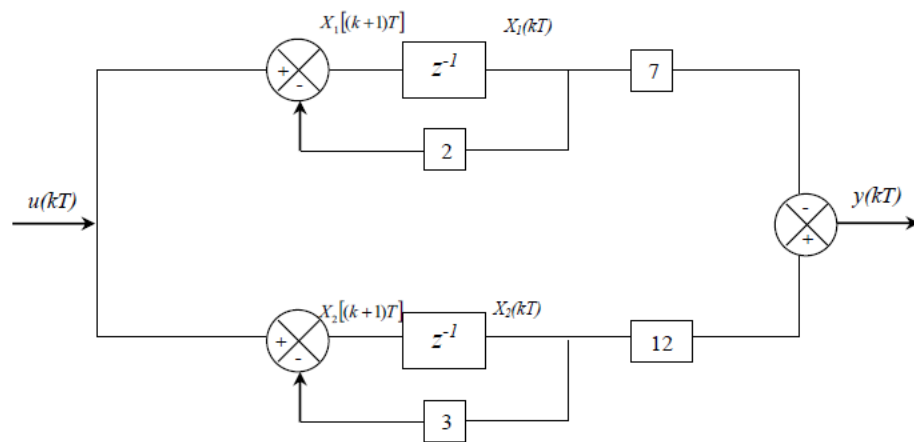 X₁[(k+1)T]
X₁(kT)
+
-
z⁻¹
7
2
u(kT)
-
+
y(kT)
X₂[(k+1)T]
X₂(kT)
+
-
z⁻¹
12
3